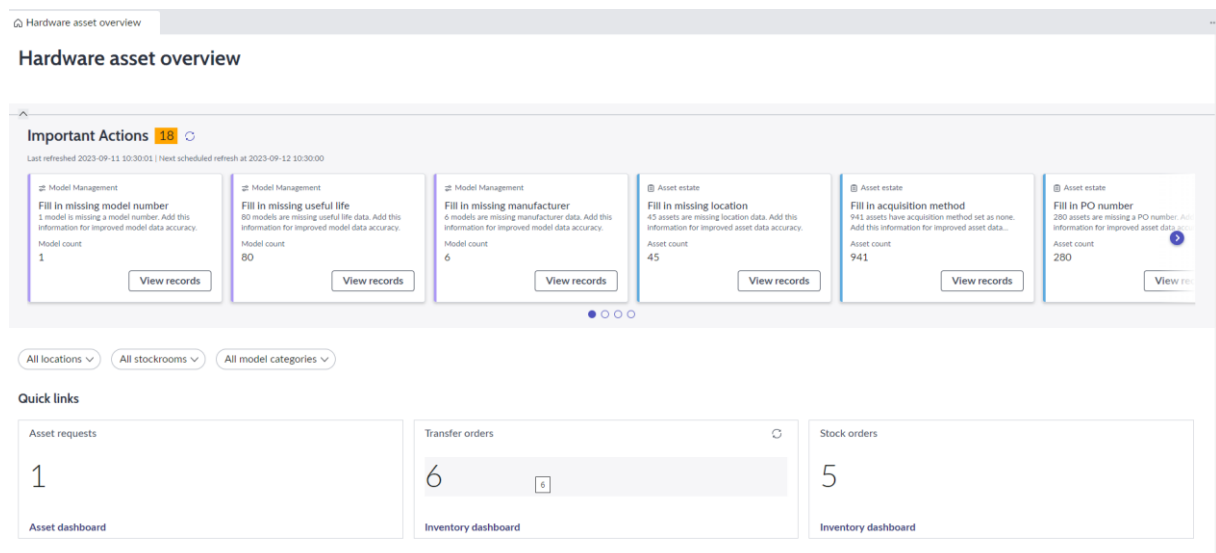 Hardware asset overview
Hardware asset overview
Important Actions 18
Last refreshed 2023-09-11 10:30:01 | Next scheduled refresh at 2023-09-12 10:30:00
Model Management
Fill in missing model number
1 model is missing a model number. Add this
information for improved model data accuracy.
Model count
1
View records
Model Management
Fill in missing useful life
80 models are missing useful life data. Add this
information for improved model data accuracy.
Model count
80
View records
Model Management
Fill in missing manufacturer
6 models are missing manufacturer data. Add this
information for improved model data accuracy.
Model count
6
View records
Asset estate
Fill in missing location
45 assets are missing location data. Add this
information for improved asset data accuracy.
Asset count
45
View records
Asset estate
Fill in acquisition method
941 assets have acquisition method set as none.
Add this information for improved asset data...
Asset count
941
View records
Asset estate
Fill in PO number
280 assets are missing a PO number.
information for improved asset data
Asset count
280
View
All locations
All stockrooms
All model categories
Quick links
Asset requests
1
Asset dashboard
Transfer orders
6
6
Inventory dashboard
Stock orders
5
Inventory dashboard